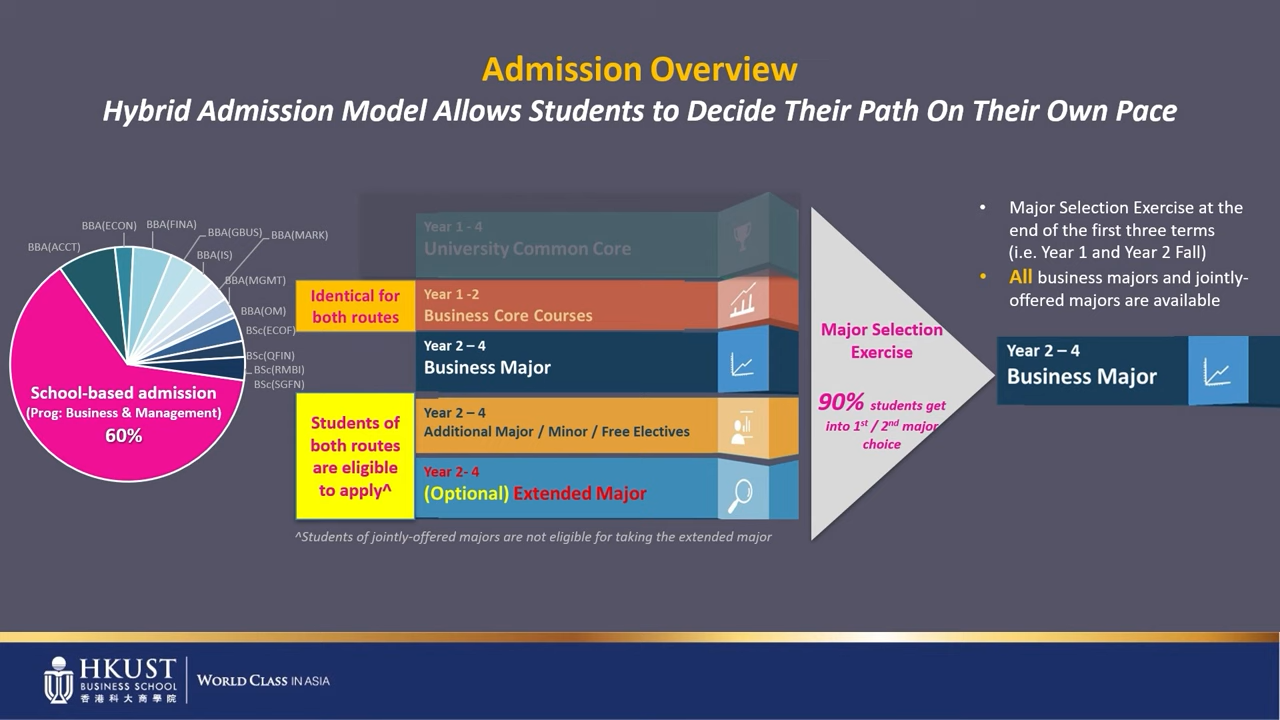 Admission Overview
Hybrid Admission Model Allows Students to Decide Their Path On Their Own Pace
BBA(ECON)
BBA(FINA)
BBA(GBUS)
BBA(MARK)
BBA(ACCT)
BBA(IS)
BBA(MGMT)
BBA(OM)
BSc(ECOF)
BSc(QFIN)
BSc(RMBI)
BSc(SGFN)
School-based admission
(Prog: Business & Management)
60%
Year 1 - 4
University Common Core
Identical for
both routes
Year 1 -2
Business Core Courses
Year 2 – 4
Business Major
Students of
both routes
are eligible
to apply^
Year 2 – 4
Additional Major / Minor / Free Electives
Year 2- 4
(Optional) Extended Major
^Students of jointly-offered majors are not eligible for taking the extended major
Major Selection
Exercise
90% students get
into 1st / 2nd major
choice
• Major Selection Exercise at the
end of the first three terms
(i.e. Year 1 and Year 2 Fall)
• All business majors and jointly-
offered majors are available
Year 2 – 4
Business Major
HKUST
BUSINESS SCHOOL
香港科大商學院
WORLD CLASS IN ASIA